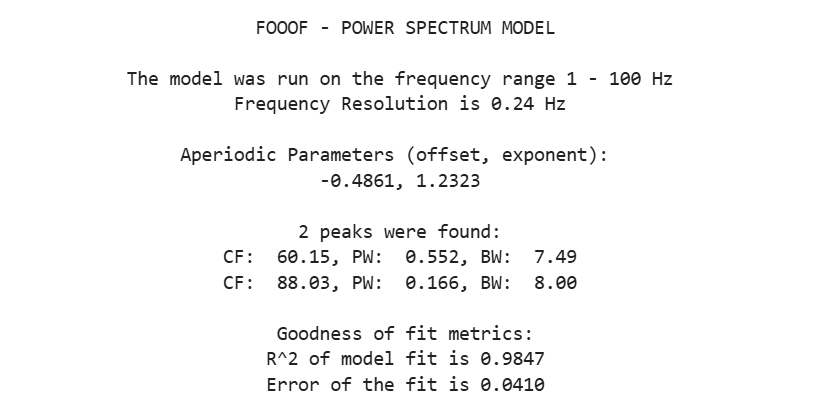 FOOOF - POWER SPECTRUM MODEL
The model was run on the frequency range 1 - 100 Hz
Frequency Resolution is 0.24 Hz
Aperiodic Parameters (offset, exponent):
-0.4861, 1.2323
2 peaks were found:
CF: 60.15, PW: 0.552, BW: 7.49
CF: 88.03, PW: 0.166, BW: 8.00
Goodness of fit metrics:
R^2 of model fit is 0.9847
Error of the fit is 0.0410